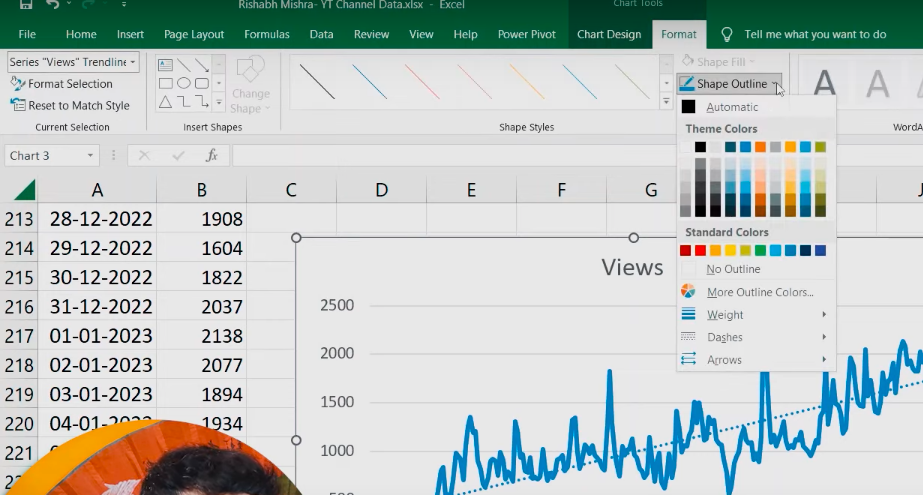 Rishabh Mishra- YT Channel Data.xlsx - Excel
Chart Tools
File Home Insert Page Layout Formulas Data Review View Help Power Pivot Chart Design Format Tell me what you want to do
Series "Views" Trendline
Format Selection
Reset to Match Style
Current Selection
Change
Shape
Insert Shapes
Shape Styles
Shape Fill
Shape Outline
A A
WordA
Automatic
Theme Colors
Standard Colors
No Outline
More Outline Colors...
Weight
Dashes
Arrows
Chart 3
fx
A B C D E F G J
213 28-12-2022 1908
214 29-12-2022 1604
215 30-12-2022 1822
216 31-12-2022 2037
217 01-01-2023 2138
218 02-01-2023 2077
219 03-01-2023 1894
220 04-01-2023 1934
221
Views
2500
2000
1500
1000
500